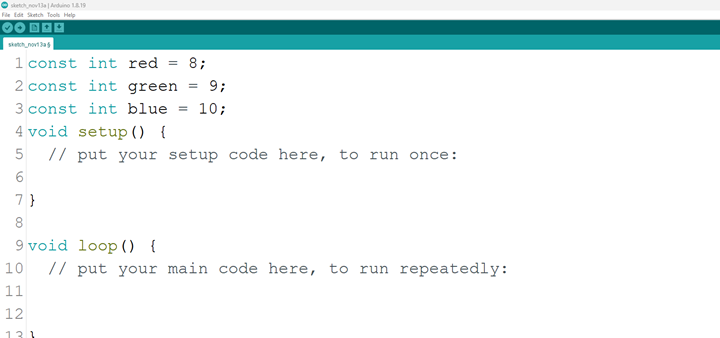 sketch_nov13a | Arduino 1.8.18
File Edit Sketch Tools Help
sketch_nov13a §
1 const int red = 8;
2 const int green = 9;
3 const int blue = 10;
4 void setup() {
5   // put your setup code here, to run once:
6
7 }
8
9 void loop() {
10   // put your main code here, to run repeatedly:
11
12
13 }